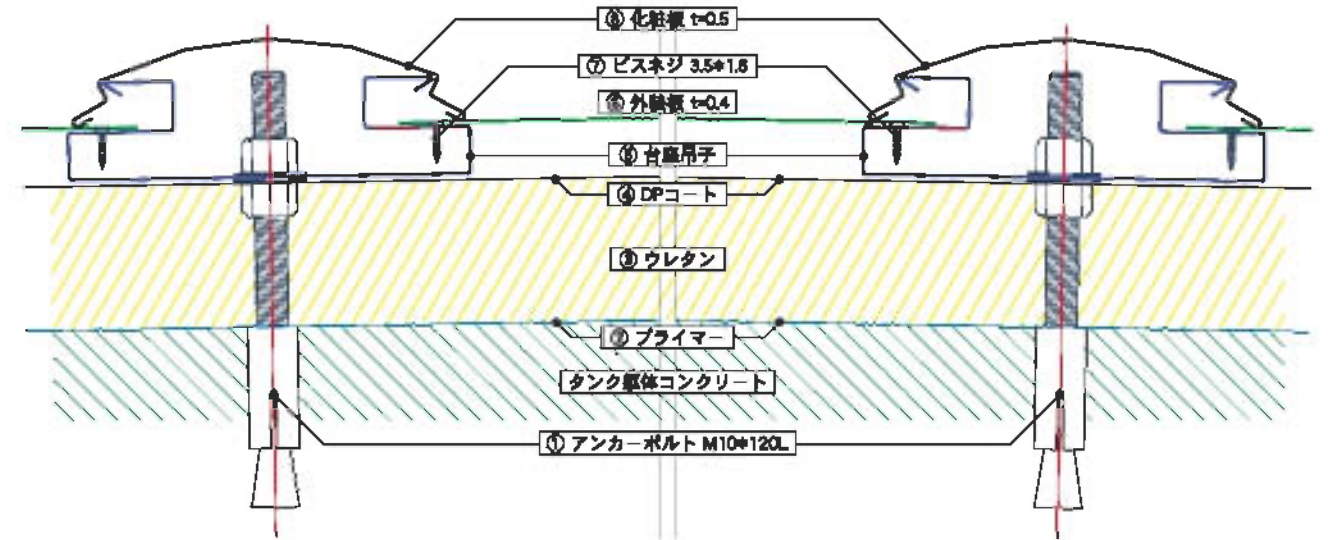 ⑧ 化粧板 t=0.5
⑦ ビスネジ 3.5*1.6
⑥ 外装板 t=0.4
⑤ 台座吊子
④ DPコート
③ ウレタン
② プライマー
タンク躯体コンクリート
① アンカーボルト M10*120L